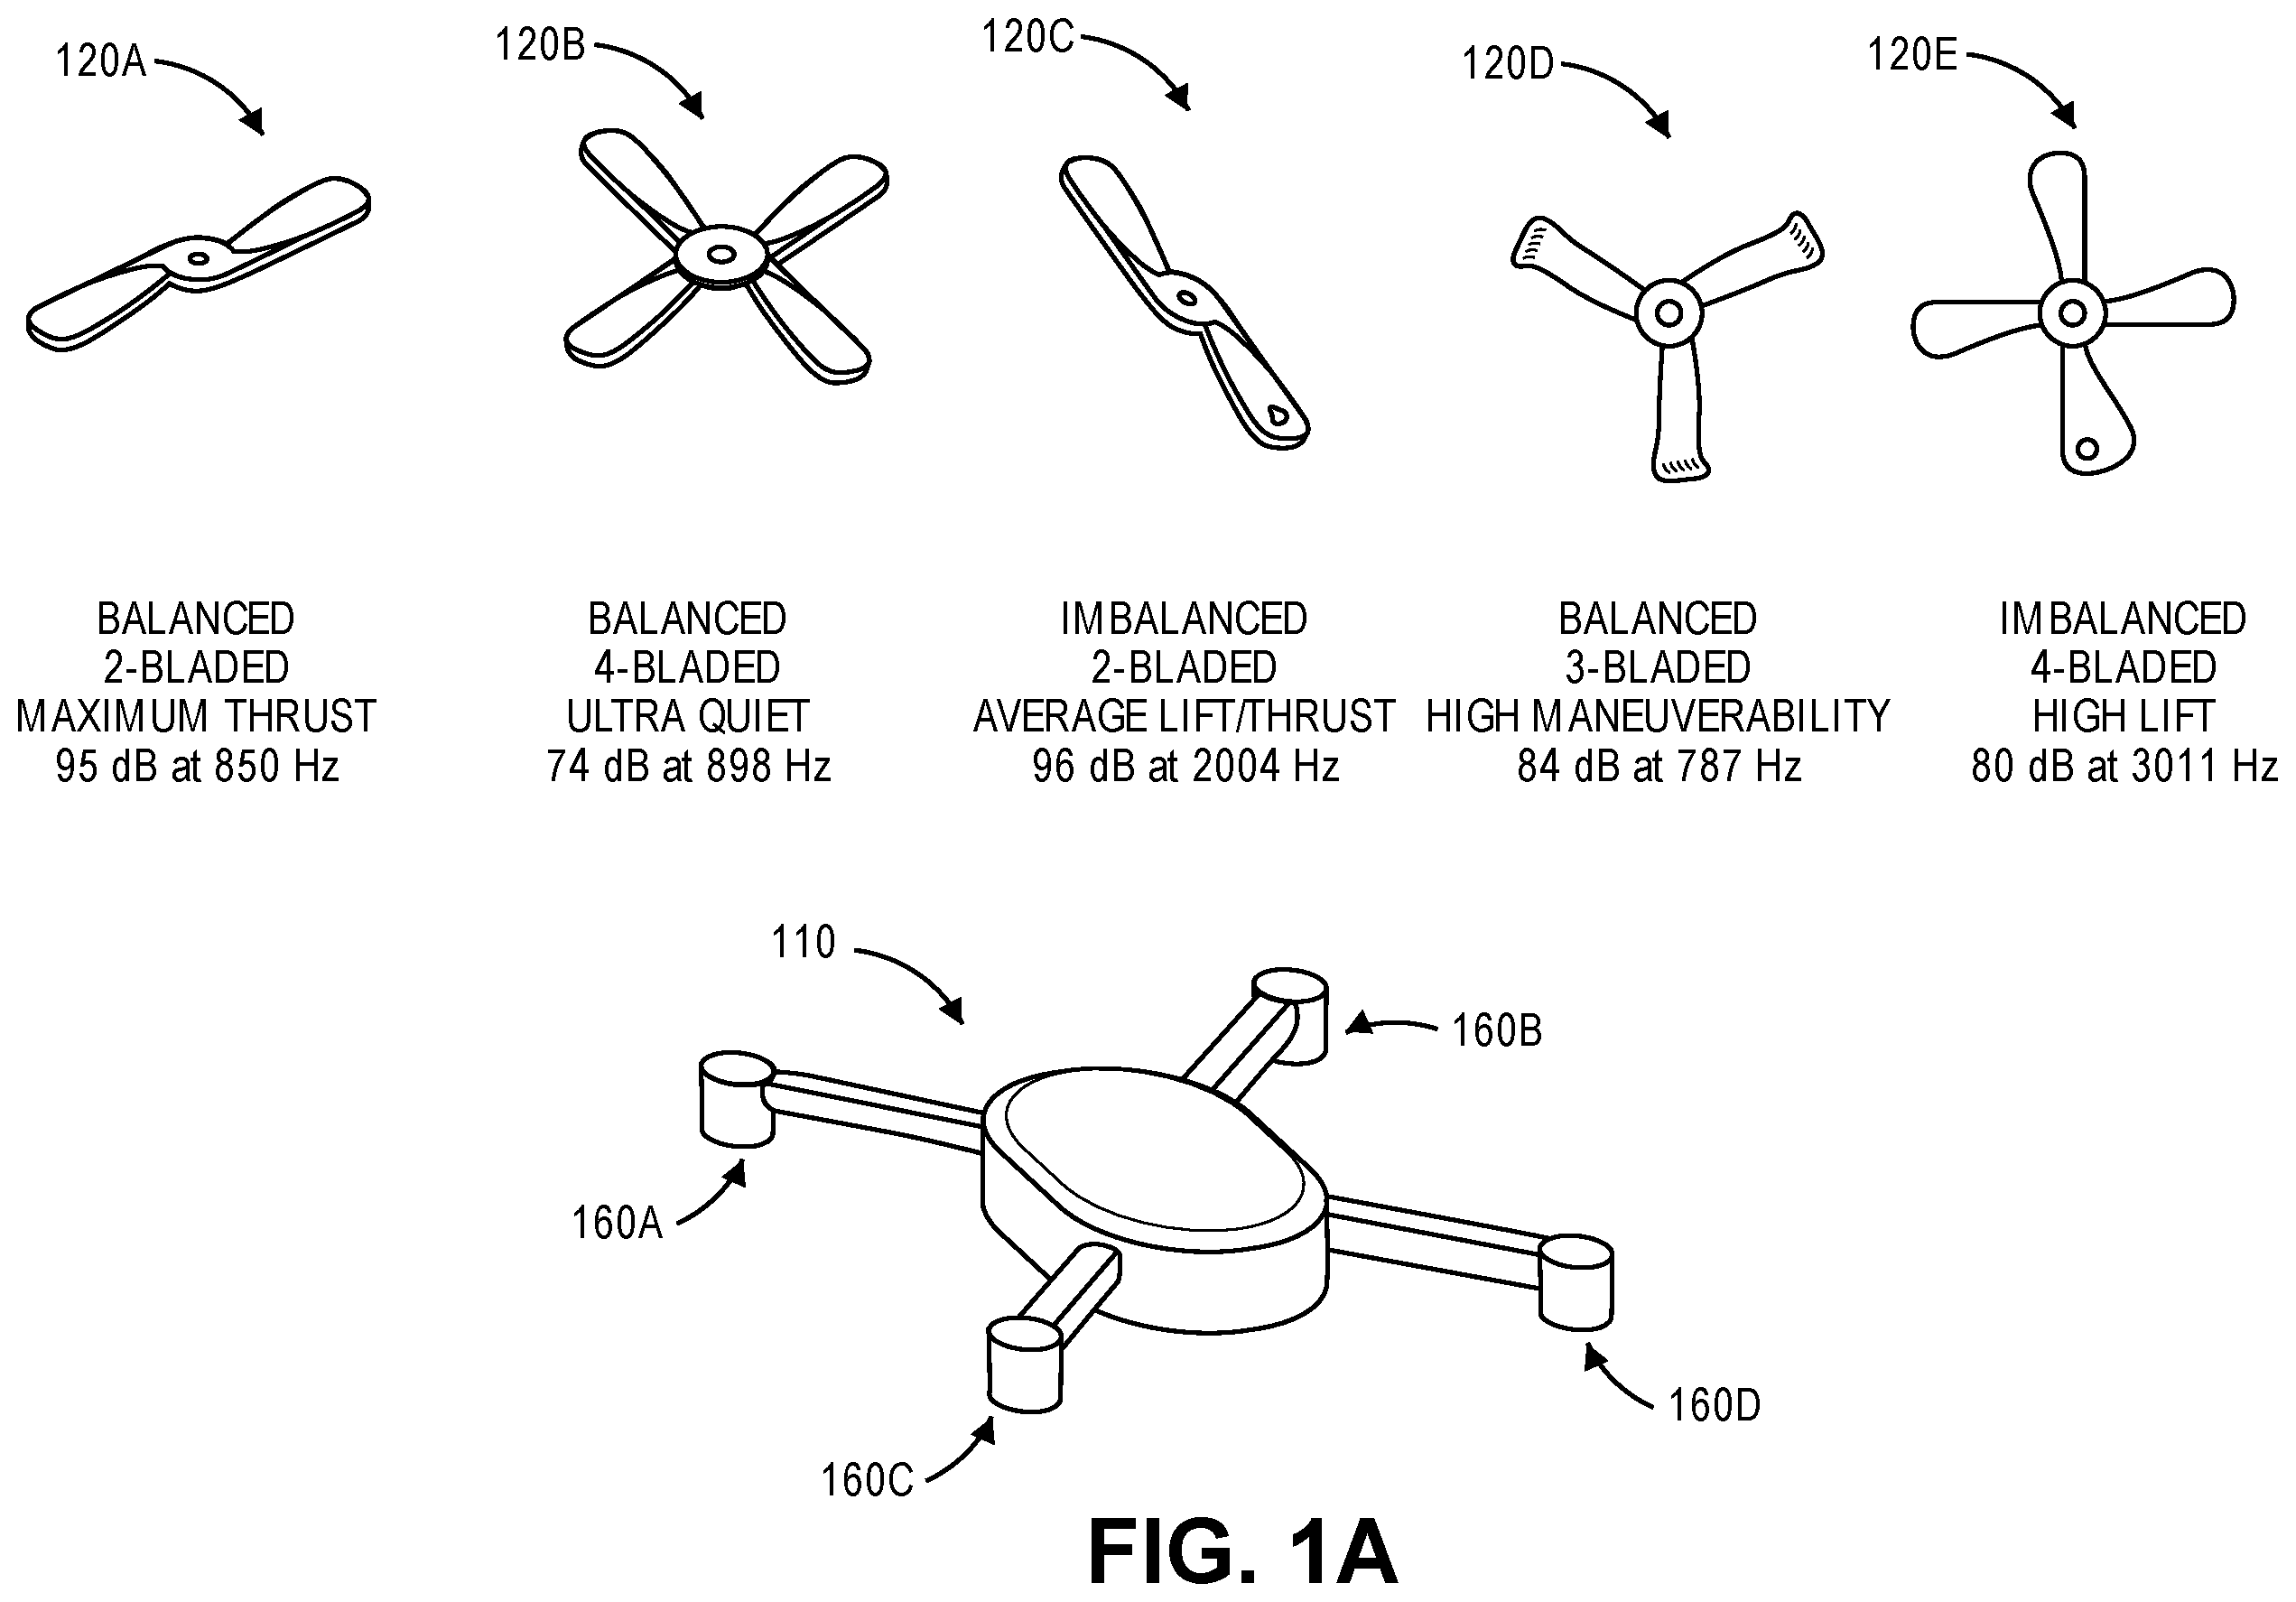 120A
120B
120C
120D
120E
BALANCED
2-BLADED
MAXIMUM THRUST
95 dB at 850 Hz
BALANCED
4-BLADED
ULTRA QUIET
74 dB at 898 Hz
IMBALANCED
2-BLADED
AVERAGE LIFT/THRUST
96 dB at 2004 Hz
BALANCED
3-BLADED
HIGH MANEUVERABILITY
84 dB at 787 Hz
IMBALANCED
4-BLADED
HIGH LIFT
80 dB at 3011 Hz
110
160B
160A
160D
160C
FIG. 1A